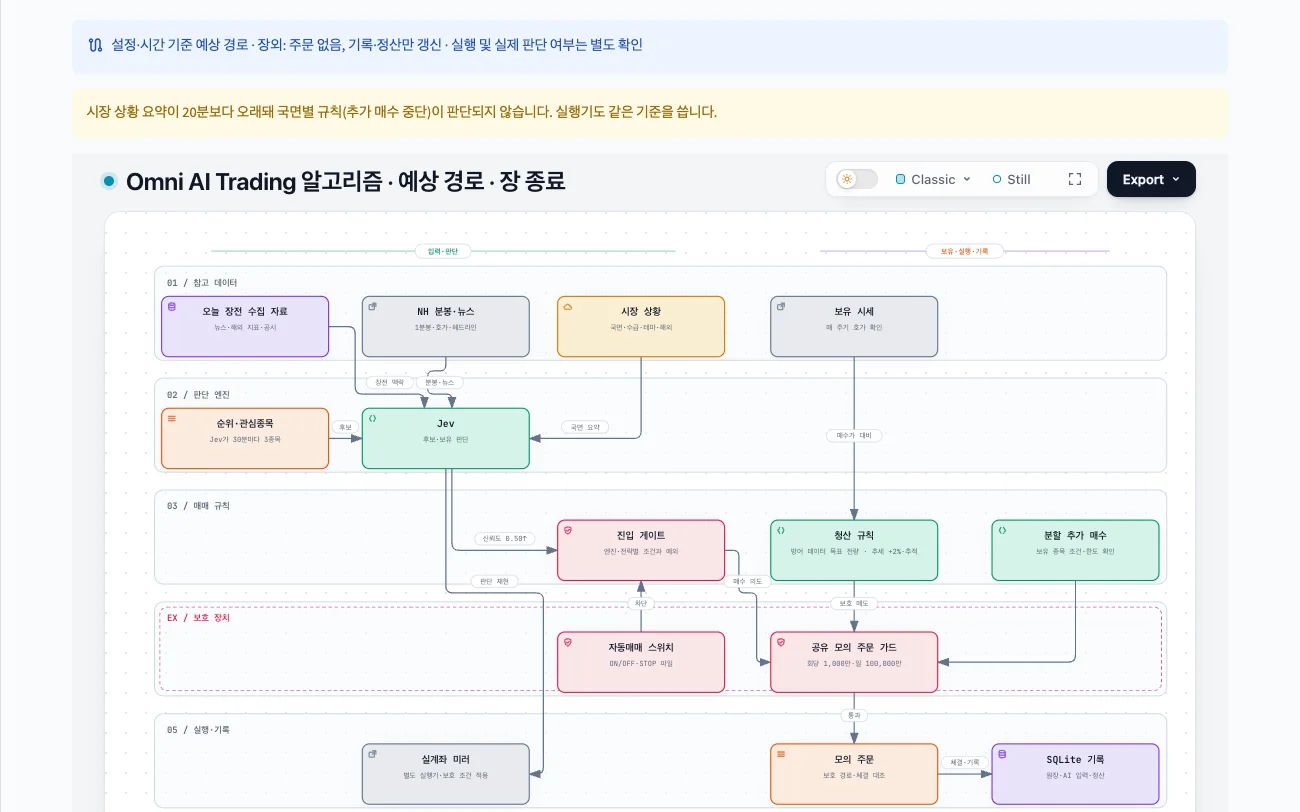 설정·시간 기준 예상 경로 · 장외: 주문 없음, 기록·정산만 갱신 · 실행 및 실제 판단 여부는 별도 확인
시장 상황 요약이 20분보다 오래돼 국면별 규칙(추가 매수 중단)이 판단되지 않습니다. 실행기도 같은 기준을 씁니다.
Omni AI Trading 알고리즘 · 예상 경로 · 장 종료
Classic
Still
Export
입력·판단
보유·실행·기록
01 / 참고 데이터
오늘 장전 수집 자료
뉴스·해외 지표·공시
NH 분봉·뉴스
1분봉·호가·헤드라인
시장 상황
국면·수급·테마·해외
보유 시세
매 주기 호가 확인
장전 맥락
분봉·뉴스
02 / 판단 엔진
순위·관심종목
Jev가 30분마다 3종목
후보
Jev
후보·보유 판단
국면 요약
매수가 대비
03 / 매매 규칙
신뢰도 0.50↑
진입 게이트
엔진·전략별 조건과 예외
청산 규칙
방어 데이터 목표 전량 · 추세 +2%·추적
분할 추가 매수
보유 종목 조건·한도 확인
판단 재현
매수 의도
차단
보호 매도
EX / 보호 장치
자동매매 스위치
ON/OFF·STOP 파일
공유 모의 주문 가드
회당 1,000만·일 100,000만
통과
05 / 실행·기록
실계좌 미러
별도 실행기·보호 조건 적용
모의 주문
보호 경로·체결 대조
체결·기록
SQLite 기록
원장·AI 입력·정산